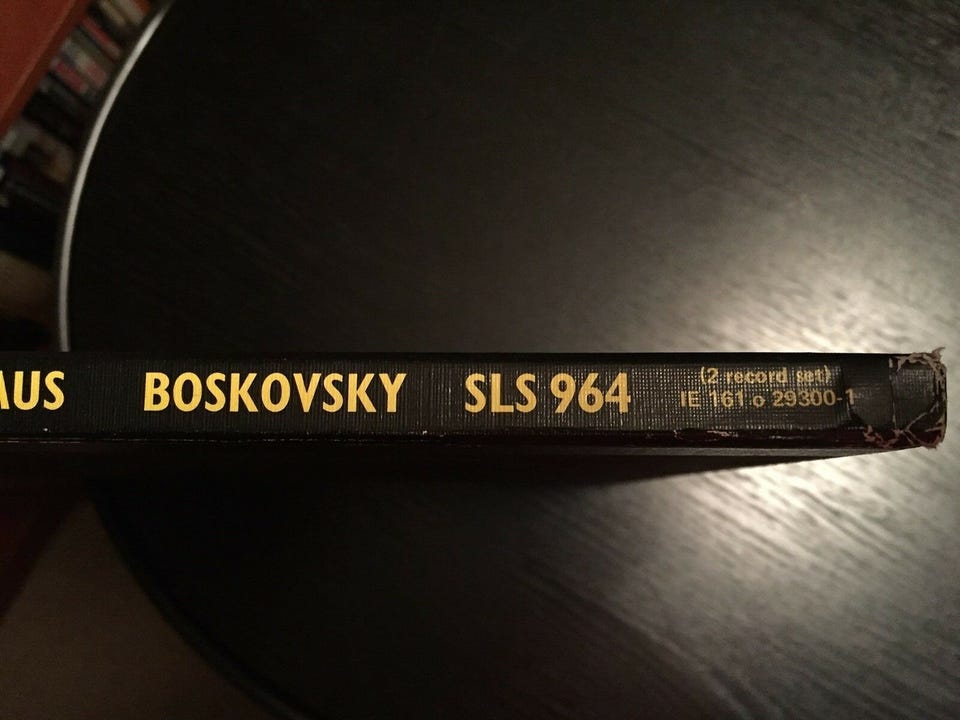 AUS BOSKOVSKY SLS 964
(2 record set)
IE 161 o 29300-1